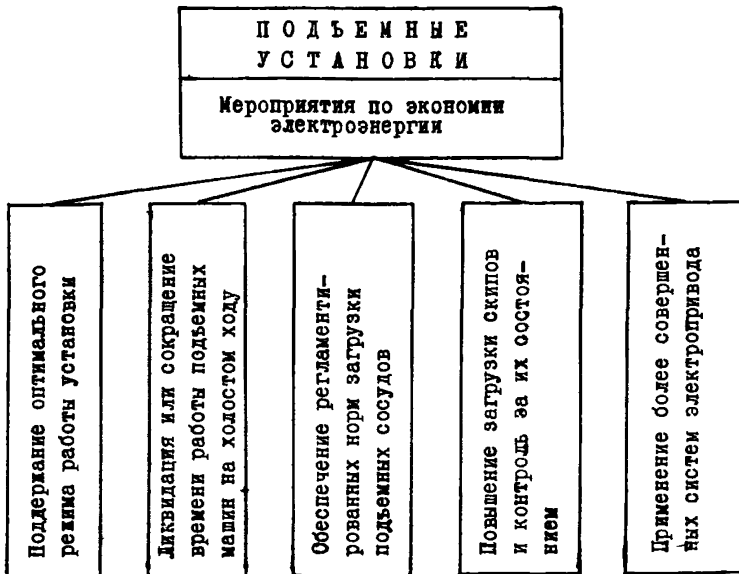 ПОДЪЕМНЫЕ
УСТАНОВКИ
Мероприятия по экономии
электроэнергии
Поддержание оптимального
режима работы установки
Ликвидация или сокращение
времени работы подъемных
машин на холостом ходу
Обеспечение регламенти-
рованных норм загрузки
подъемных сосудов
Повышение загрузки скипов
и контроль за их состоя-
нием
Применение более совершен-
ных систем электропривода